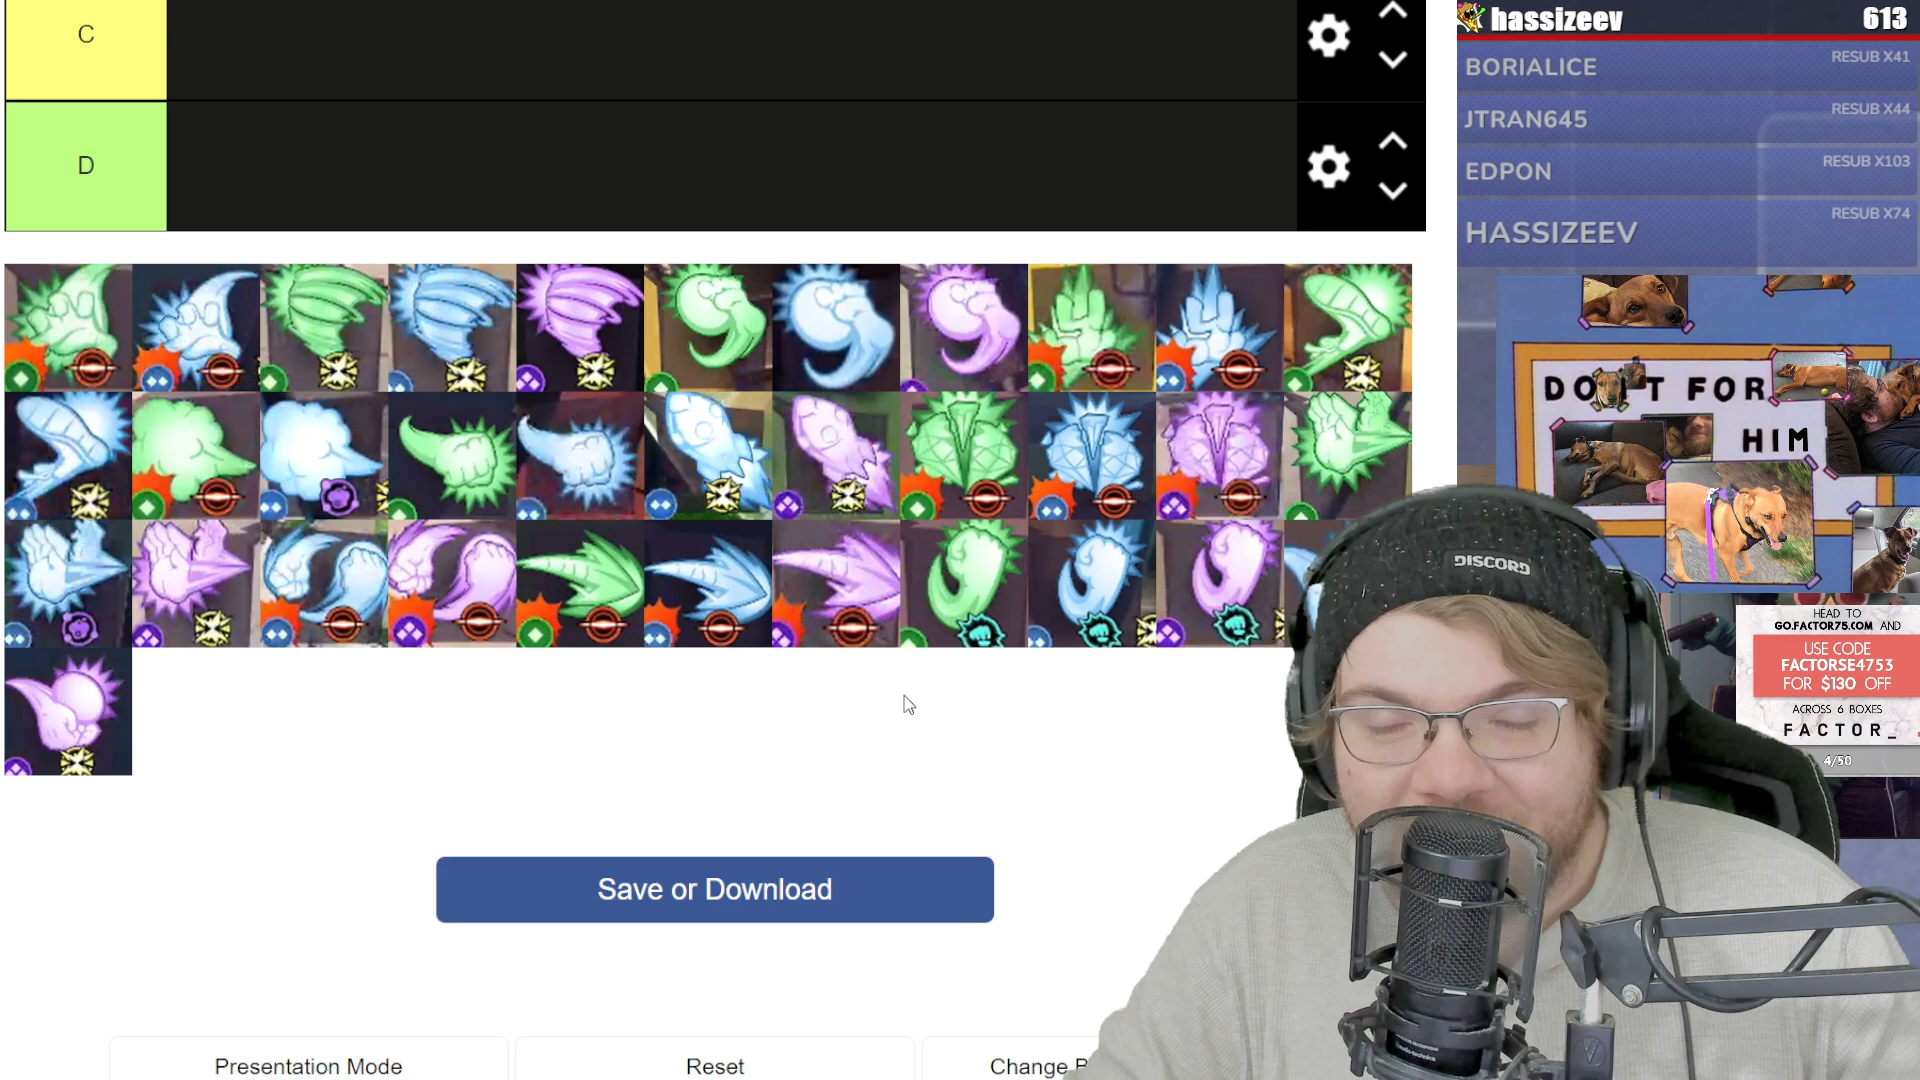 C
D
Save or Download
Presentation Mode
Reset
Change B
hassizeev
613
BORIALICE
RESUB X41
JTRAN645
RESUB X44
EDPON
RESUB X103
HASSIZEEV
RESUB X74
FOR
HIM
DISCORD
HEAD TO
GO.FACTOR75.COM AND
USE CODE
FACTORSE4753
FOR $130 OFF
ACROSS 6 BOXES
FACTOR_
4/50